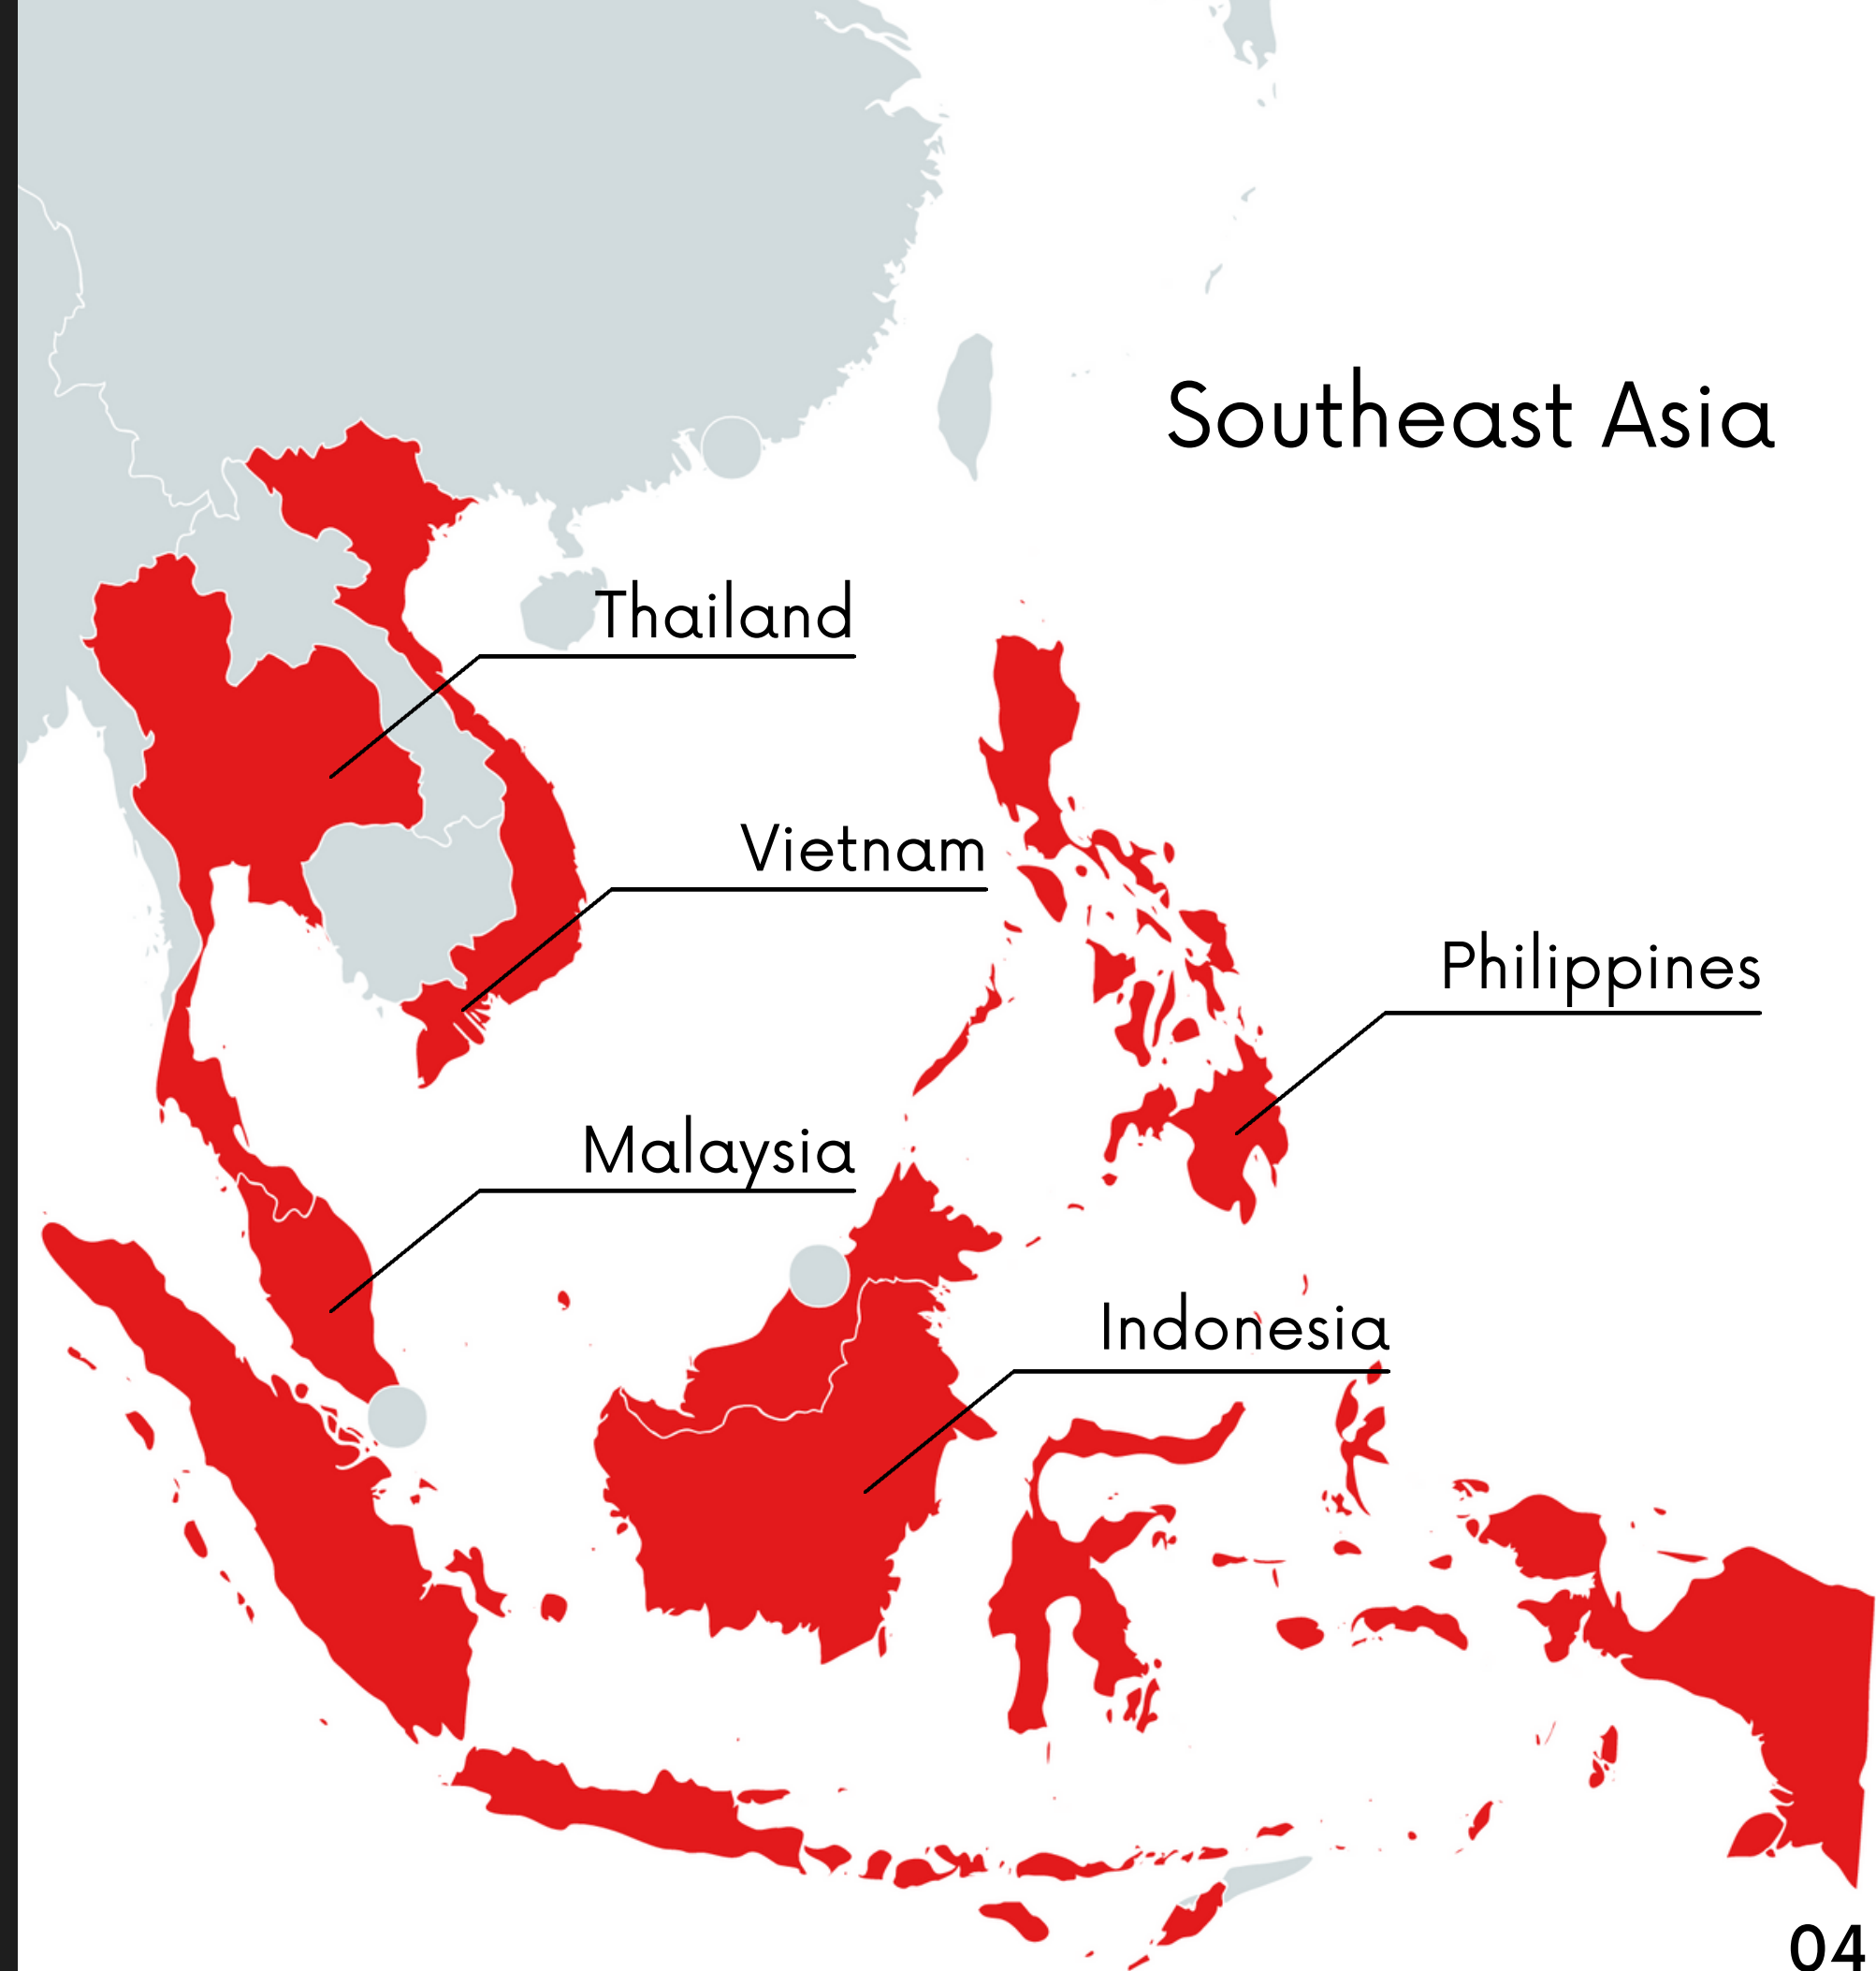 Southeast Asia
Thailand
Vietnam
Philippines
Malaysia
Indonesia
04